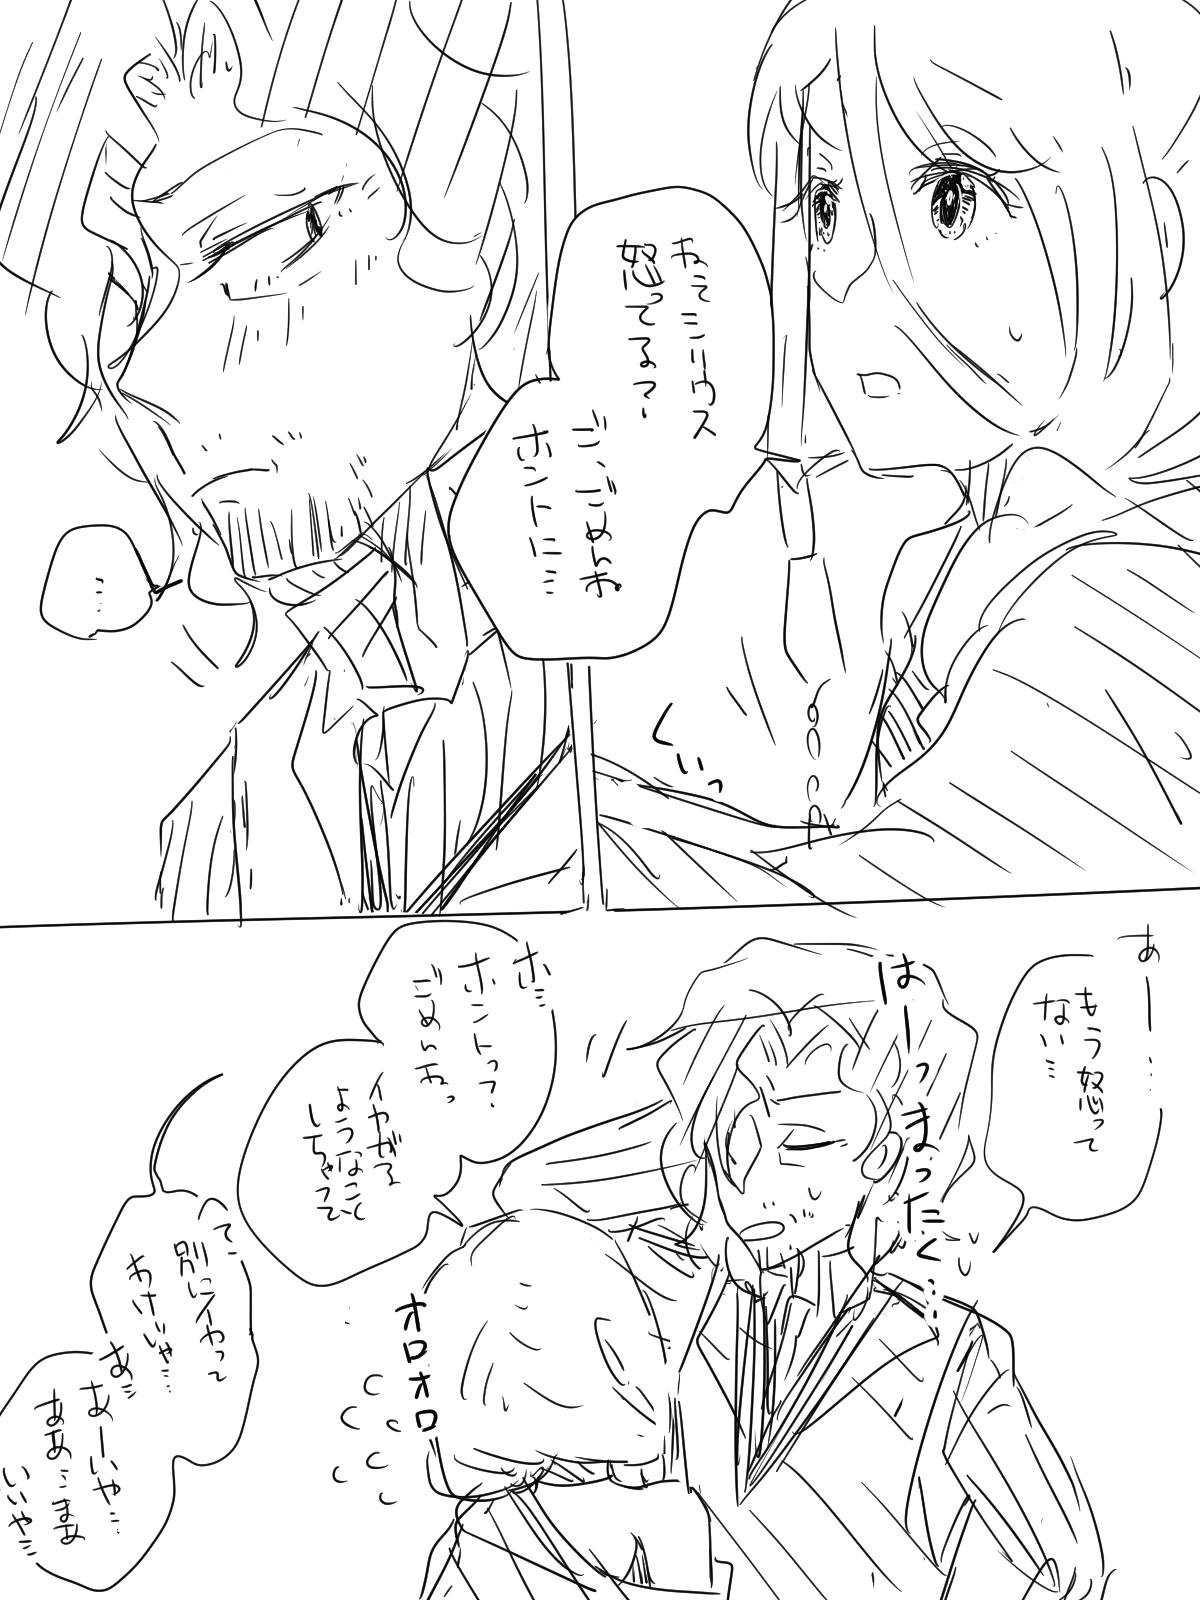 ねえシリウス
怒ってる?
ご、ごめんね
ホントに…
くいっ
…
あー…
もう怒って
ない…
はーっまったく…
ホ…
ホントって?
ごめんねっ
イヤがる
ようなこと
しちゃって
オロオロ
て、
別にイヤって
わけじゃ…
あ…
あーいや…
ああ…まあ
いいや…